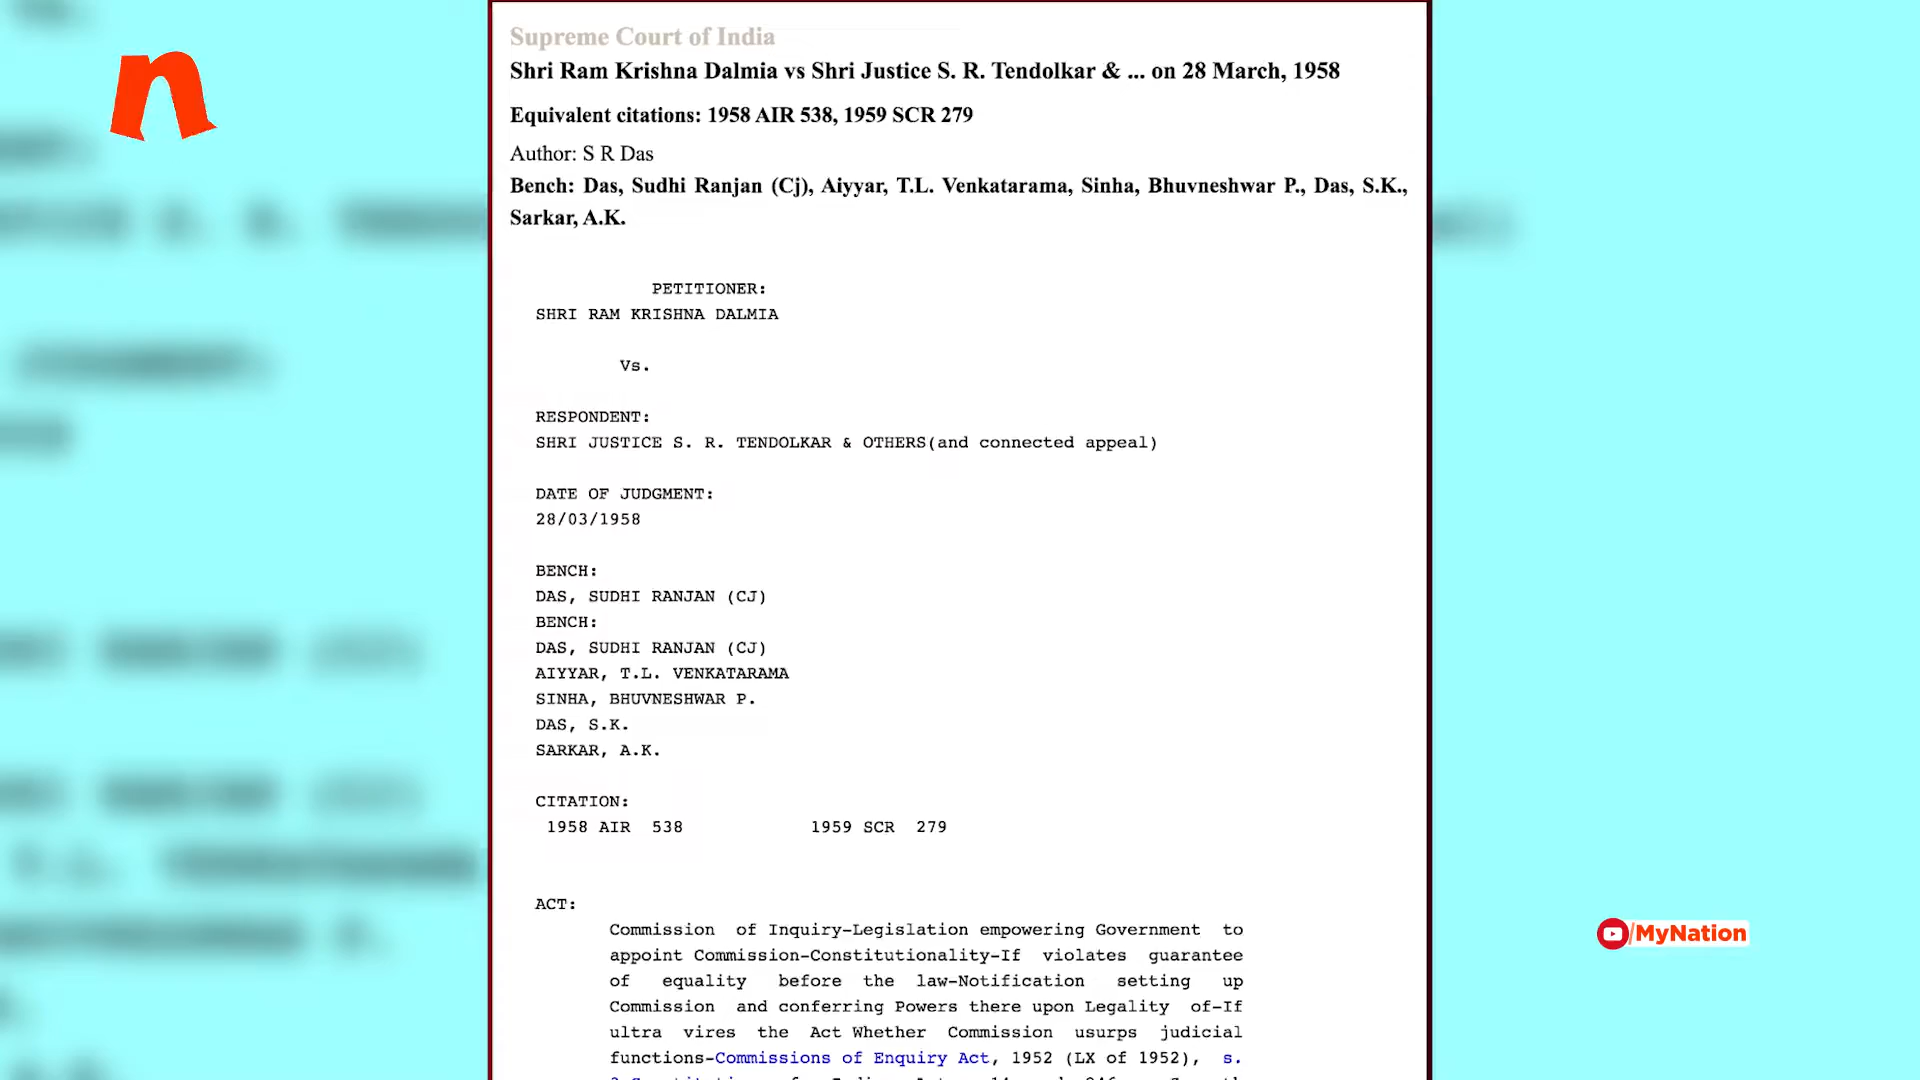 n
Supreme Court of India
Shri Ram Krishna Dalmia vs Shri Justice S. R. Tendolkar & ... on 28 March, 1958
Equivalent citations: 1958 AIR 538, 1959 SCR 279
Author: S R Das
Bench: Das, Sudhi Ranjan (Cj), Aiyyar, T.L. Venkatarama, Sinha, Bhuvneshwar P., Das, S.K.,
Sarkar, A.K.
PETITIONER:
SHRI RAM KRISHNA DALMIA
Vs.
RESPONDENT:
SHRI JUSTICE S. R. TENDOLKAR & OTHERS(and connected appeal)
DATE OF JUDGMENT:
28/03/1958
BENCH:
DAS, SUDHI RANJAN (CJ)
BENCH:
DAS, SUDHI RANJAN (CJ)
AIYYAR, T.L. VENKATARAMA
SINHA, BHUVNESHWAR P.
DAS, S.K.
SARKAR, A.K.
CITATION:
1958 AIR 538 1959 SCR 279
ACT:
Commission of Inquiry-Legislation empowering Government to
appoint Commission-Constitutionality-If violates guarantee
of equality before the law-Notification setting up
Commission and conferring Powers there upon Legality of-If
ultra vires the Act Whether Commission usurps judicial
functions-Commissions of Enquiry Act, 1952 (LX of 1952), s.
/MyNation